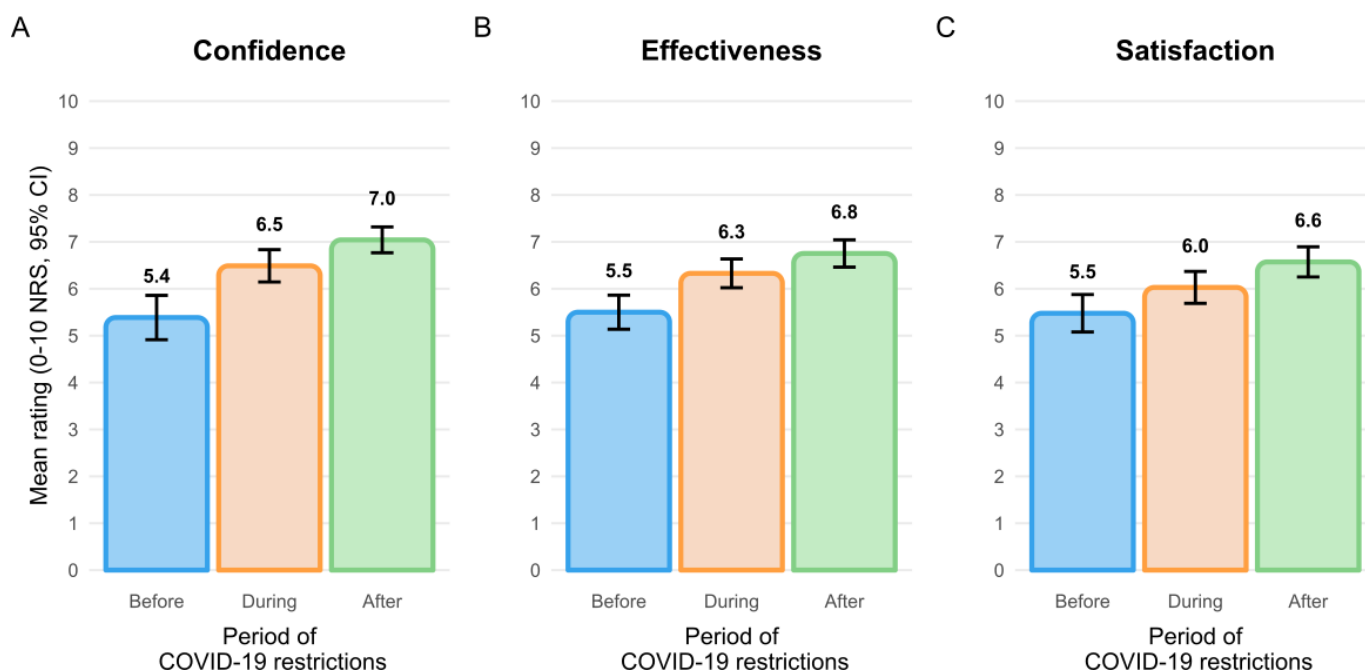 A
Confidence
Mean rating (0-10 NRS, 95% CI)
10
9
8
7
6
5
4
3
2
1
0
5.4
6.5
7.0
Before During After
Period of
COVID-19 restrictions
B
Effectiveness
10
9
8
7
6
5
4
3
2
1
0
5.5
6.3
6.8
Before During After
Period of
COVID-19 restrictions
C
Satisfaction
10
9
8
7
6
5
4
3
2
1
0
5.5
6.0
6.6
Before During After
Period of
COVID-19 restrictions